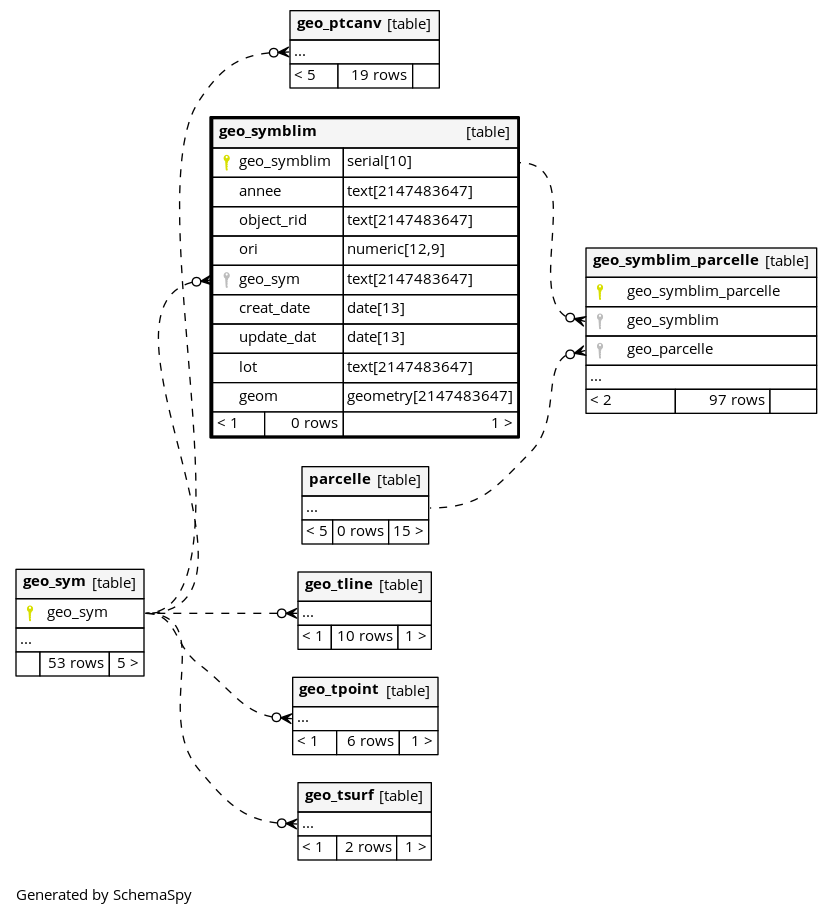 geo_ptcanv [table]
...
< 5 19 rows
geo_symblim [table]
geo_symblim serial[10]
annee text[2147483647]
object_rid text[2147483647]
ori numeric[12,9]
geo_sym text[2147483647]
creat_date date[13]
update_dat date[13]
lot text[2147483647]
geom geometry[2147483647]
< 1 0 rows 1 >
geo_symblim_parcelle [table]
geo_symblim_parcelle
geo_symblim
geo_parcelle
...
< 2 97 rows
parcelle [table]
...
< 5 0 rows 15 >
geo_sym [table]
geo_sym
...
53 rows 5 >
geo_tline [table]
...
< 1 10 rows 1 >
geo_tpoint [table]
...
< 1 6 rows 1 >
geo_tsurf [table]
...
< 1 2 rows 1 >
Generated by SchemaSpy